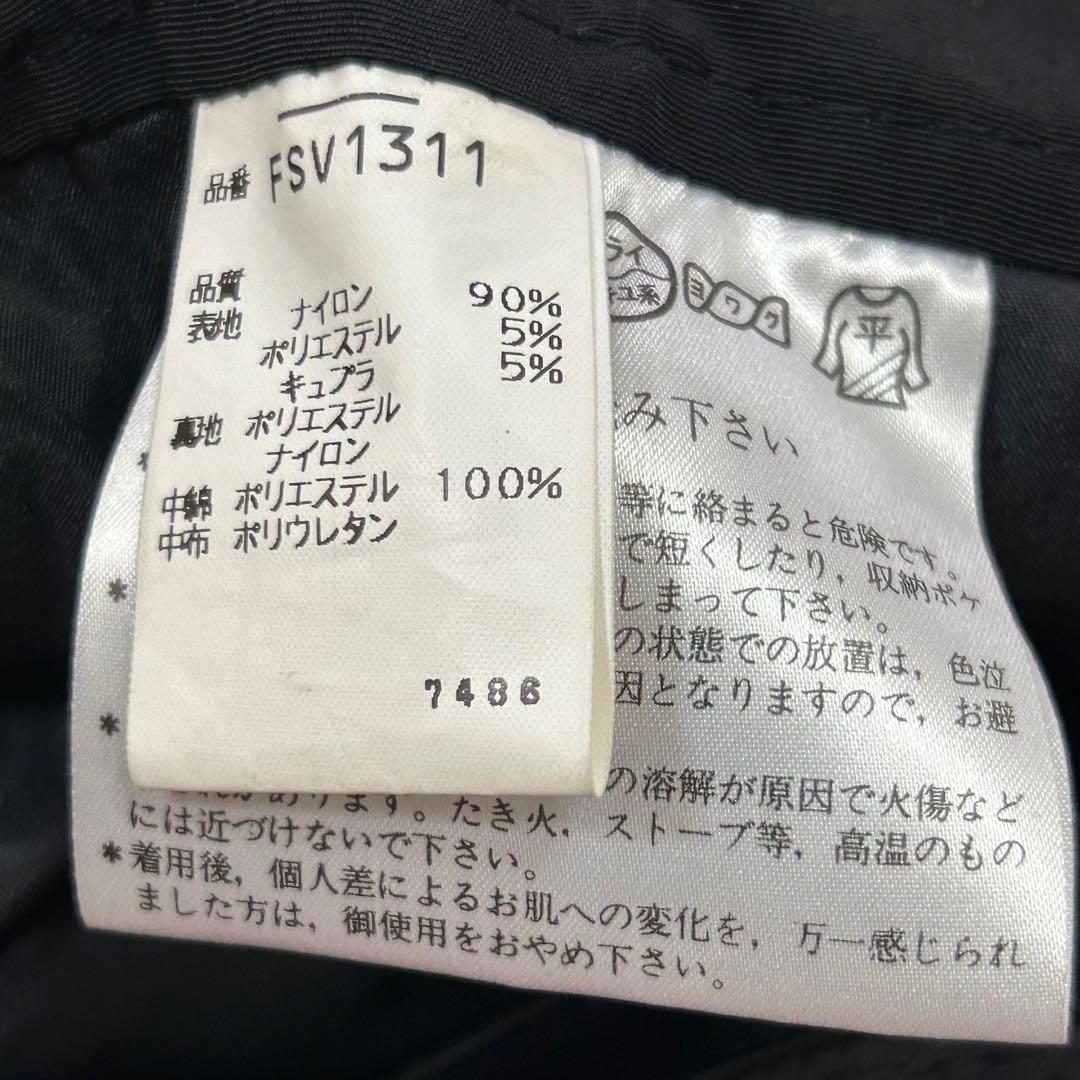 品番 FSV1311
品質
表地 ナイロン 90%
ポリエステル 5%
キュプラ 5%
裏地 ポリエステル
ナイロン
中綿 ポリエステル 100%
中布 ポリウレタン
7486
ライ
ュ系
ヨワク
平
み下さい
等に絡まると危険です。
で短くしたり,収納ポケ
しまって下さい。
*
の状態での放置は,色泣
因となりますので,お避
*
の溶解が原因で火傷など
があります。たき火,ストーブ等,高温のもの
には近づけないで下さい。
*着用後,個人差によるお肌への変化を,万一感じられ
ました方は,御使用をおやめ下さい。